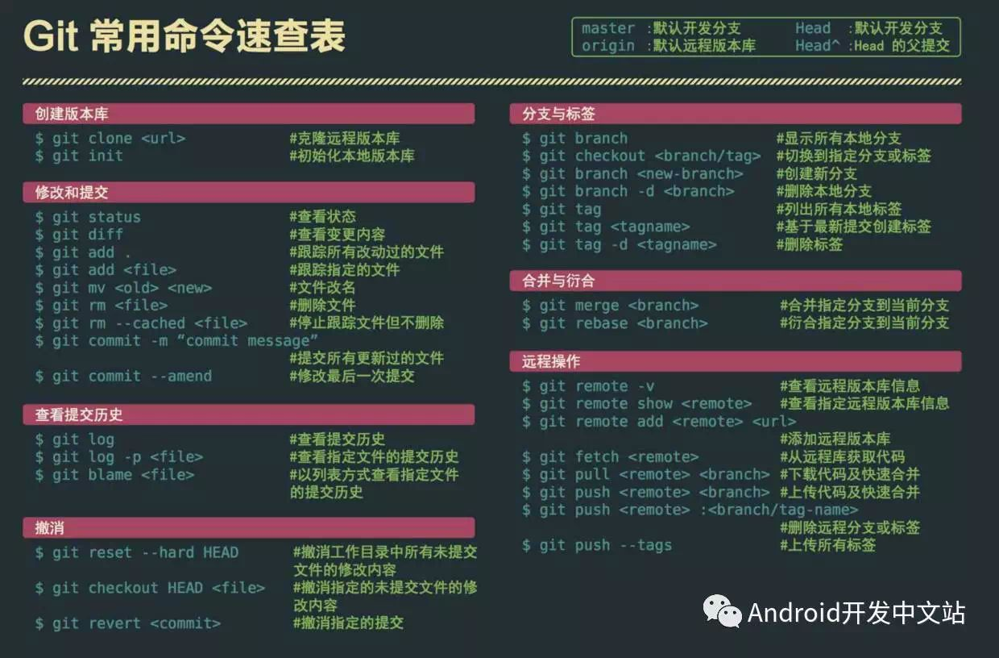 Git 常用命令速查表
master :默认开发分支 Head :默认开发分支
origin :默认远程版本库 Head^ :Head 的父提交
创建版本库
$ git clone <url> #克隆远程版本库
$ git init #初始化本地版本库
修改和提交
$ git status #查看状态
$ git diff #查看变更内容
$ git add . #跟踪所有改动过的文件
$ git add <file> #跟踪指定的文件
$ git mv <old> <new> #文件改名
$ git rm <file> #删除文件
$ git rm --cached <file> #停止跟踪文件但不删除
$ git commit -m “commit message”
#提交所有更新过的文件
$ git commit --amend #修改最后一次提交
查看提交历史
$ git log #查看提交历史
$ git log -p <file> #查看指定文件的提交历史
$ git blame <file> #以列表方式查看指定文件
的提交历史
撤消
$ git reset --hard HEAD #撤消工作目录中所有未提交
文件的修改内容
$ git checkout HEAD <file> #撤消指定的未提交文件的修
改内容
$ git revert <commit> #撤消指定的提交
分支与标签
$ git branch #显示所有本地分支
$ git checkout <branch/tag> #切换到指定分支或标签
$ git branch <new-branch> #创建新分支
$ git branch -d <branch> #删除本地分支
$ git tag #列出所有本地标签
$ git tag <tagname> #基于最新提交创建标签
$ git tag -d <tagname> #删除标签
合并与衍合
$ git merge <branch> #合并指定分支到当前分支
$ git rebase <branch> #衍合指定分支到当前分支
远程操作
$ git remote -v #查看远程版本库信息
$ git remote show <remote> #查看指定远程版本库信息
$ git remote add <remote> <url>
#添加远程版本库
$ git fetch <remote> #从远程库获取代码
$ git pull <remote> <branch> #下载代码及快速合并
$ git push <remote> <branch> #上传代码及快速合并
$ git push <remote> :<branch/tag-name>
#删除远程分支或标签
$ git push --tags #上传所有标签
Android开发中文站